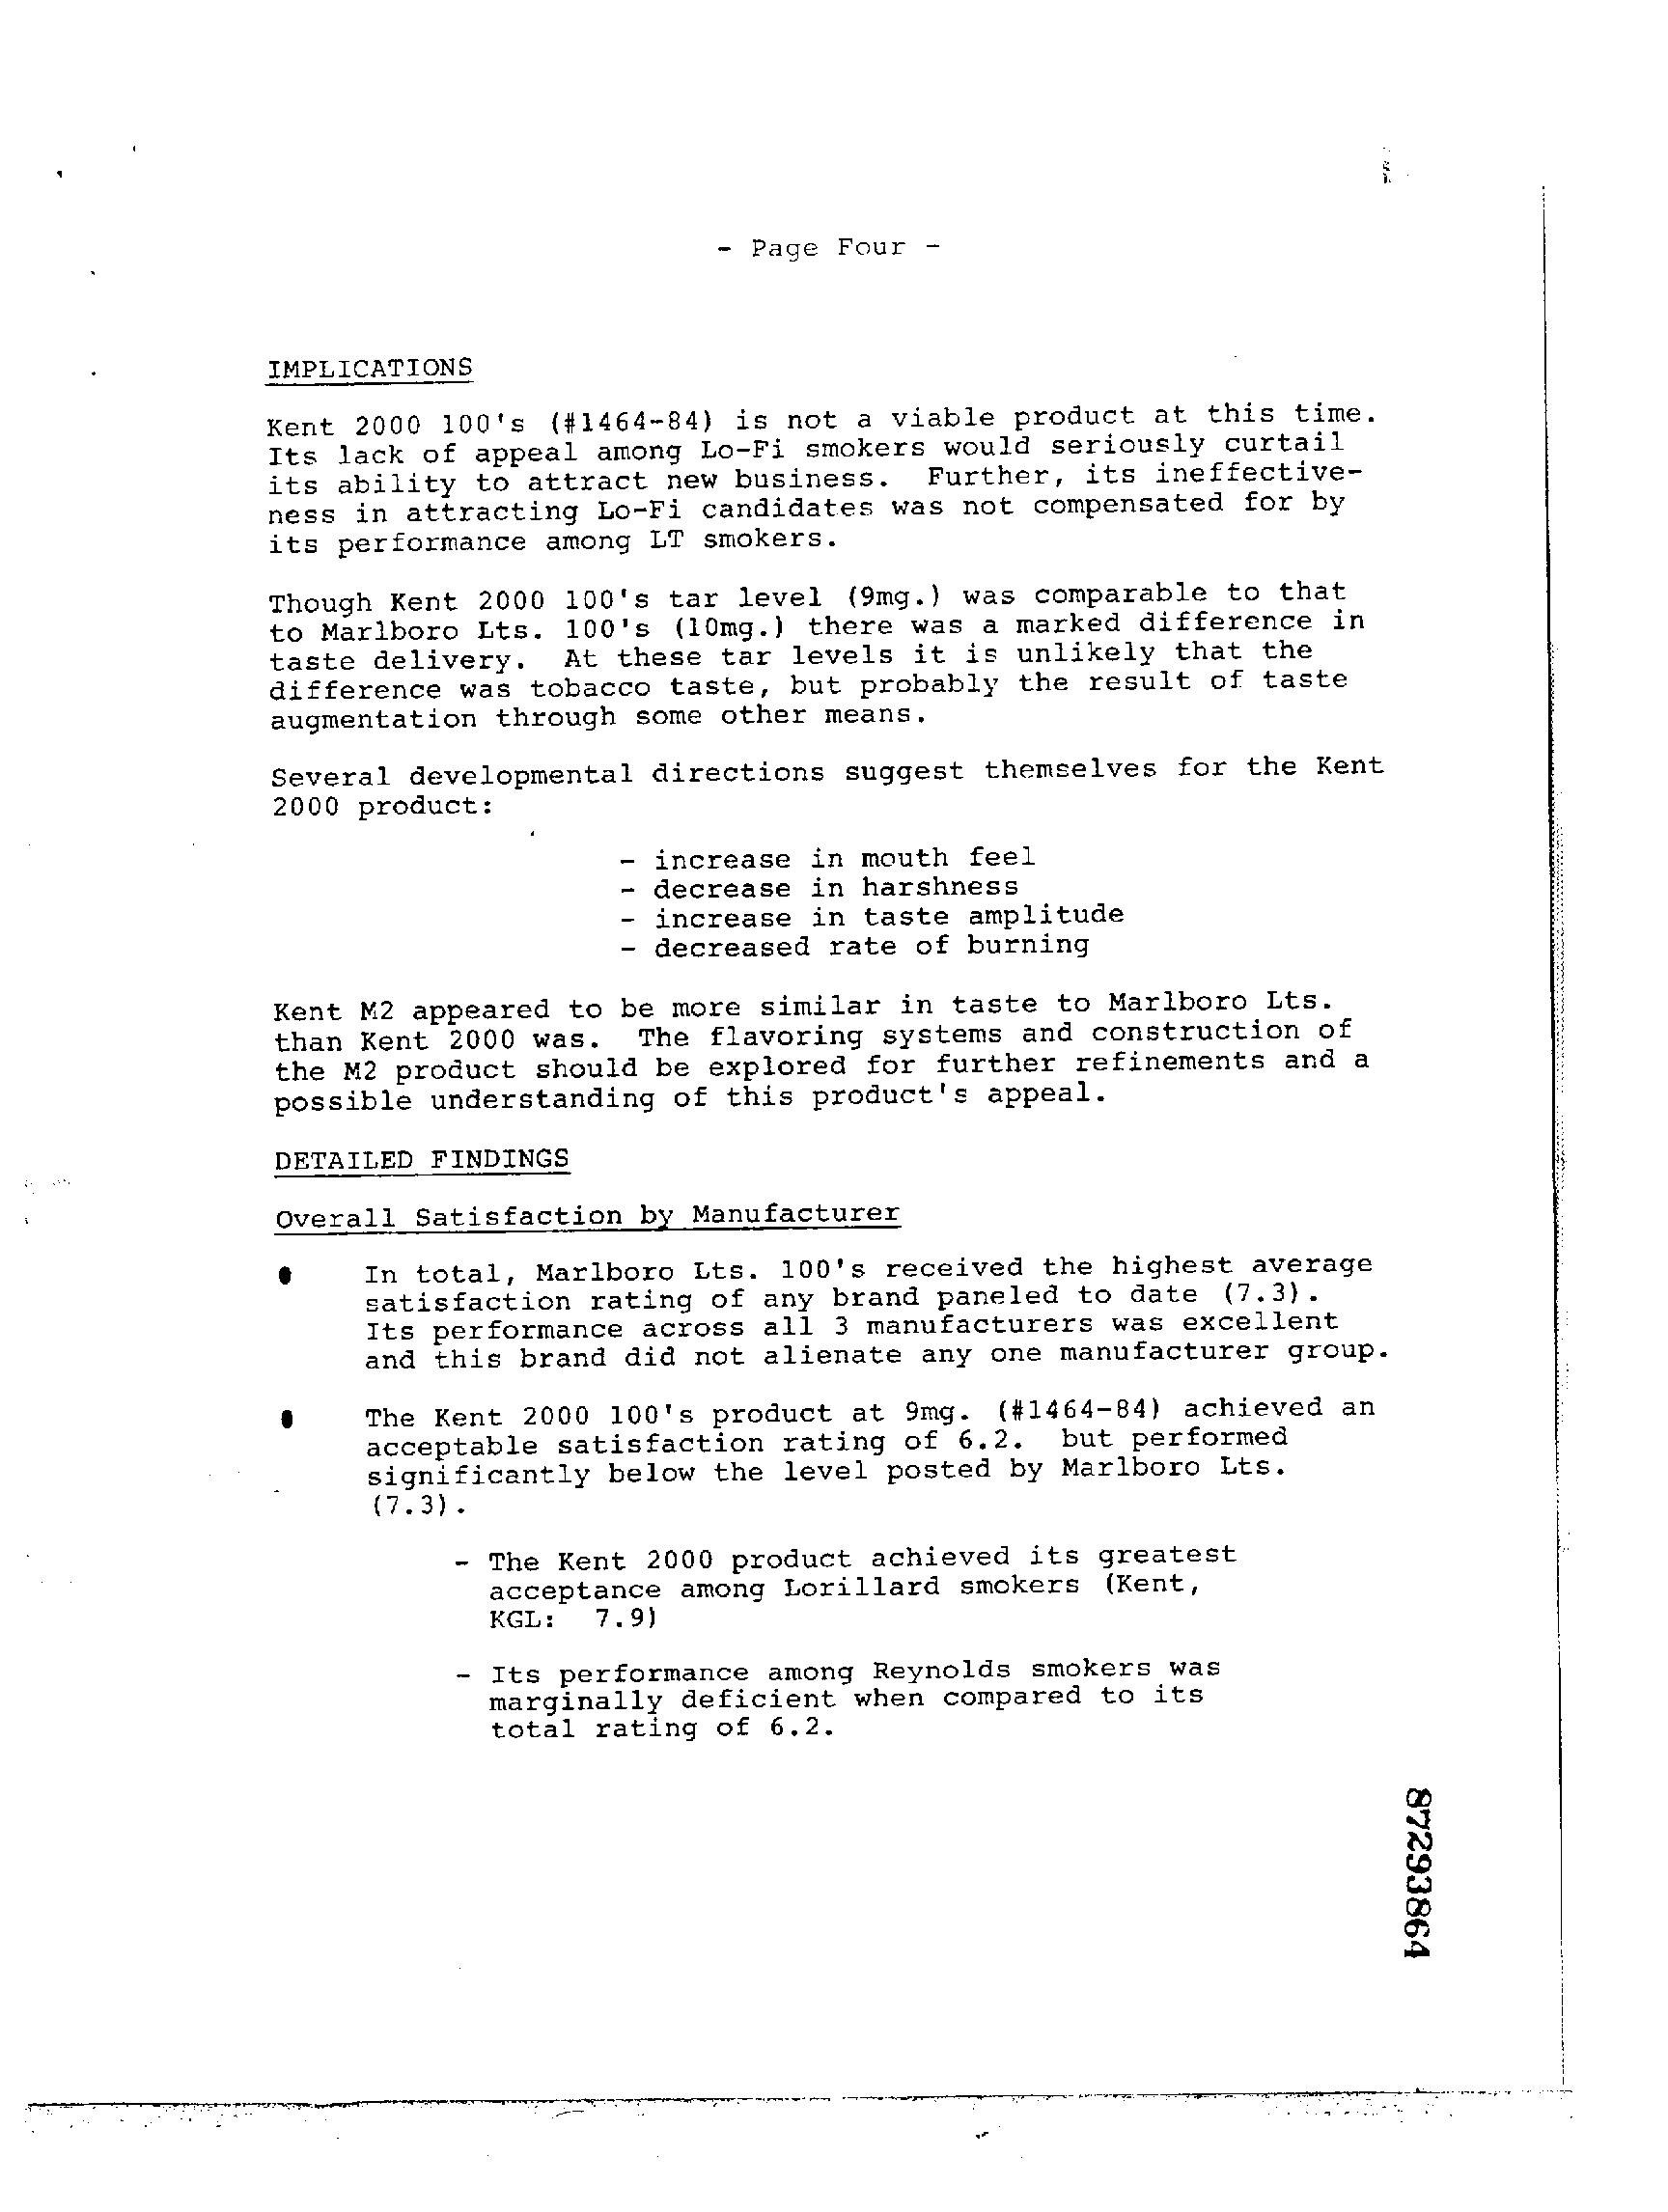 - Page Four -
IMPLICATIONS
Kent 2000 100's (#1464-84) is not a viable product at this time.
Its lack of appeal among Lo-Fi smokers would seriously curtail
its ability to attract new business. Further, its ineffective-
ness in attracting Lo-Fi candidates was not compensated for by
its performance among LT smokers.
Though Kent 2000 100's tar level (9mg.) was comparable to that
to Marlboro Lts. 100's (10mg.) there was a marked difference in
taste delivery. At these tar levels it is unlikely that the
difference was tobacco taste, but probably the result of taste
augmentation through some other means.
Several developmental directions suggest themselves for the Kent
2000 product:
- increase in mouth feel
- decrease in harshness
- increase in taste amplitude
- decreased rate of burning
Kent M2 appeared to be more similar in taste to Marlboro Lts.
than Kent 2000 was. The flavoring systems and construction of
the M2 product should be explored for further refinements and a
possible understanding of this product's appeal.
DETAILED FINDINGS
Overall Satisfaction by Manufacturer
In total, Marlboro Lts. 100's received the highest average
satisfaction rating of any brand paneled to date (7.3).
Its performance across all 3 manufacturers was excellent
and this brand did not alienate any one manufacturer group.
The Kent 2000 100's product at 9mg. (#1464-84) achieved an
acceptable satisfaction rating of 6.2. but performed
significantly below the level posted by Marlboro Lts.
(7.3).
- The Kent 2000 product achieved its greatest
acceptance among Lorillard smokers (Kent,
KGL: 7.9)
- Its performance among Reynolds smokers was
marginally deficient when compared to its
total rating of 6.2.
87293864